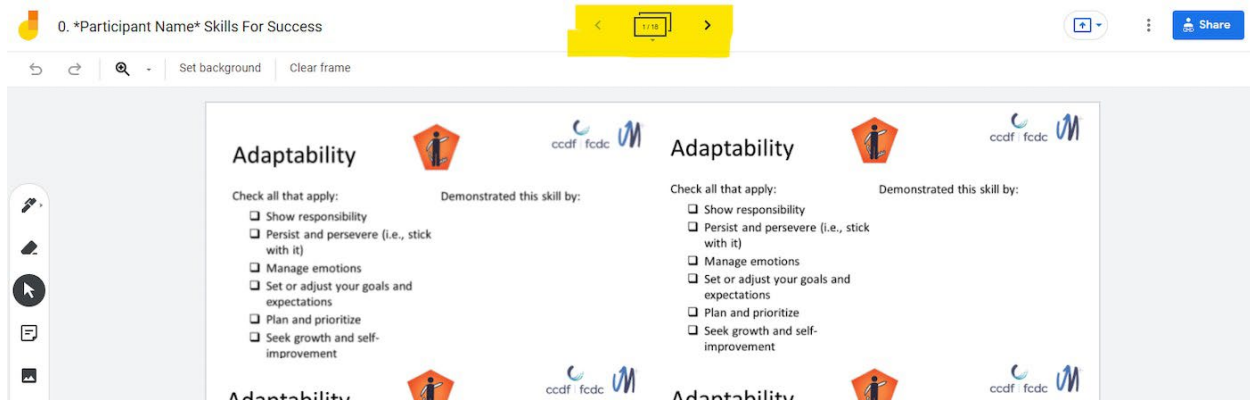 0. *Participant Name* Skills For Success
1 / 18
Share
Set background
Clear frame
Adaptability
ccdf fcdc
Check all that apply:
Demonstrated this skill by:
❑ Show responsibility
❑ Persist and persevere (i.e., stick
with it)
❑ Manage emotions
❑ Set or adjust your goals and
expectations
❑ Plan and prioritize
❑ Seek growth and self-
improvement
Adaptability
ccdf fcdc
Check all that apply:
Demonstrated this skill by:
❑ Show responsibility
❑ Persist and persevere (i.e., stick
with it)
❑ Manage emotions
❑ Set or adjust your goals and
expectations
❑ Plan and prioritize
❑ Seek growth and self-
improvement
Adaptability
ccdf fcdc
Adaptability
ccdf fcdc